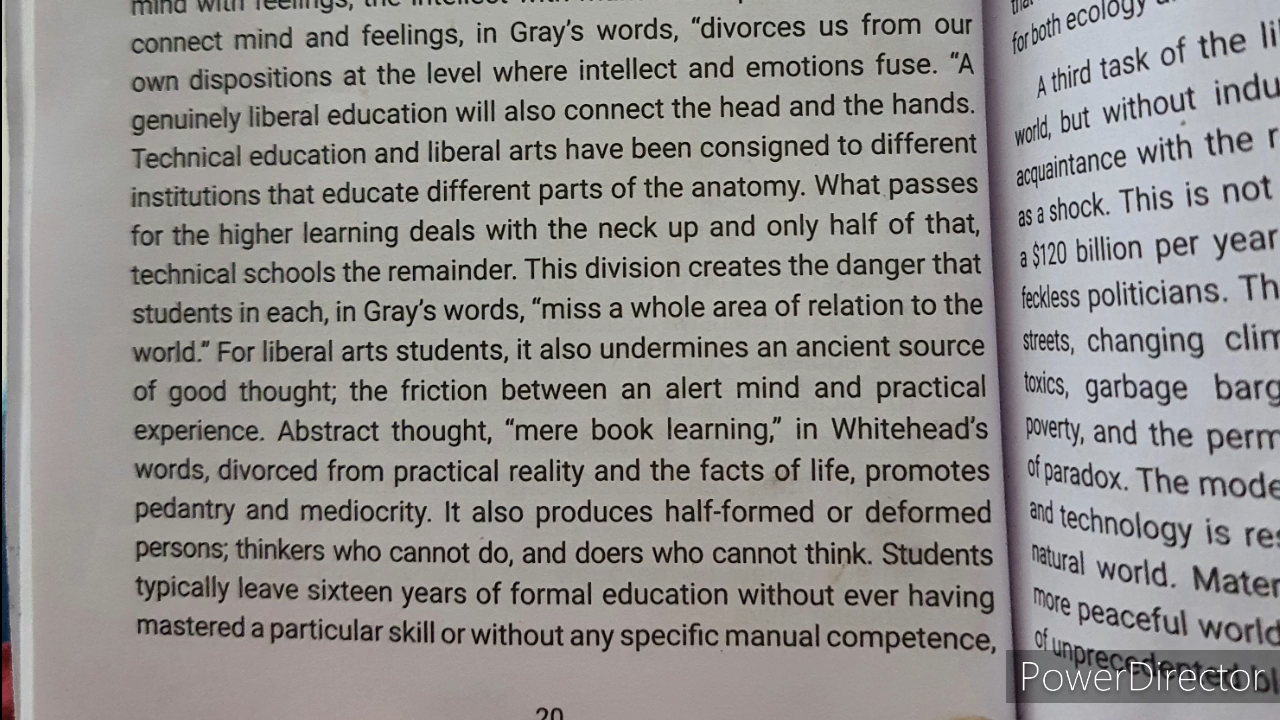 mind with feelings, the intellect with
connect mind and feelings, in Gray's words, “divorces us from our
own dispositions at the level where intellect and emotions fuse. “A
genuinely liberal education will also connect the head and the hands.
Technical education and liberal arts have been consigned to different
institutions that educate different parts of the anatomy. What passes
for the higher learning deals with the neck up and only half of that,
technical schools the remainder. This division creates the danger that
students in each, in Gray's words, “miss a whole area of relation to the
world.” For liberal arts students, it also undermines an ancient source
of good thought; the friction between an alert mind and practical
experience. Abstract thought, “mere book learning,” in Whitehead's
words, divorced from practical reality and the facts of life, promotes
pedantry and mediocrity. It also produces half-formed or deformed
persons; thinkers who cannot do, and doers who cannot think. Students
typically leave sixteen years of formal education without ever having
mastered a particular skill or without any specific manual competence,
20
that
for both ecology
A third task of the
world, but without
acquaintance with the
as a shock. This is not
a $120 billion per year
feckless politicians.
streets, changing
toxics, garbage
poverty, and the
of paradox. The
and technology is
natural world.
more peaceful world
of unprecedented
PowerDirector